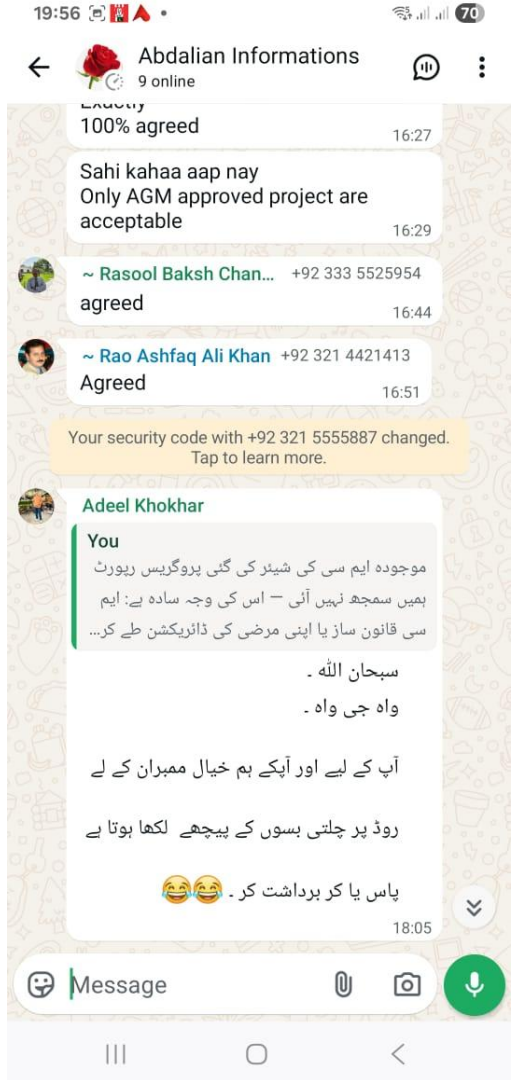 19:56
70
Abdalian Informations
9 online
Exactly
100% agreed
16:27
Sahi kahaa aap nay
Only AGM approved project are
acceptable
16:29
~ Rasool Baksh Chan... +92 333 5525954
agreed
16:44
~ Rao Ashfaq Ali Khan +92 321 4421413
Agreed
16:51
Your security code with +92 321 5555887 changed.
Tap to learn more.
Adeel Khokhar
You
موجودہ ایم سی کی شیئر کی گئی پروگریس رپورٹ
ہمیں سمجھ نہیں آئی — اس کی وجہ سادہ ہے: ایم
سی قانون ساز یا اپنی مرضی کی ڈائریکشن طے کر...
سبحان اللّٰہ ۔
واہ جی واہ ۔
آپ کے لیے اور آپکے ہم خیال ممبران کے لے
روڈ پر چلتی بسوں کے پیچھے لکھا ہوتا ہے
پاس یا کر برداشت کر ۔ 😂😂
18:05
Message